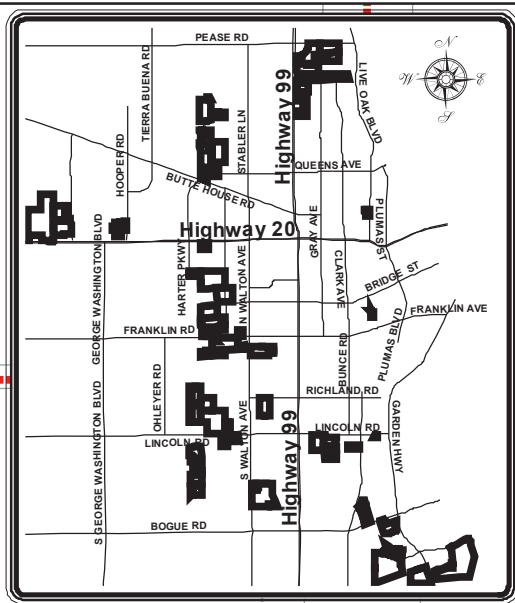 PEASE RD
N
W
E
S
TIERRA BUENA RD
STABLER LN
Highway 99
LIVE OAK BLVD
HOOPER RD
QUEENS AVE
BUTTE HOUSE RD
Highway 20
GEORGE WASHINGTON BLVD
HARTER PKWY
N WALTON AVE
GRAY AVE
CLARK AVE
PLUMAS ST
BRIDGE ST
FRANKLIN RD
FRANKLIN AVE
PLUMAS BLVD
BUNCE RD
OHLEYER RD
RICHLAND RD
S GEORGE WASHINGTON BLVD
LINCOLN RD
S WALTON AVE
LINCOLN RD
Highway 99
GARDEN HWY
BOGUE RD